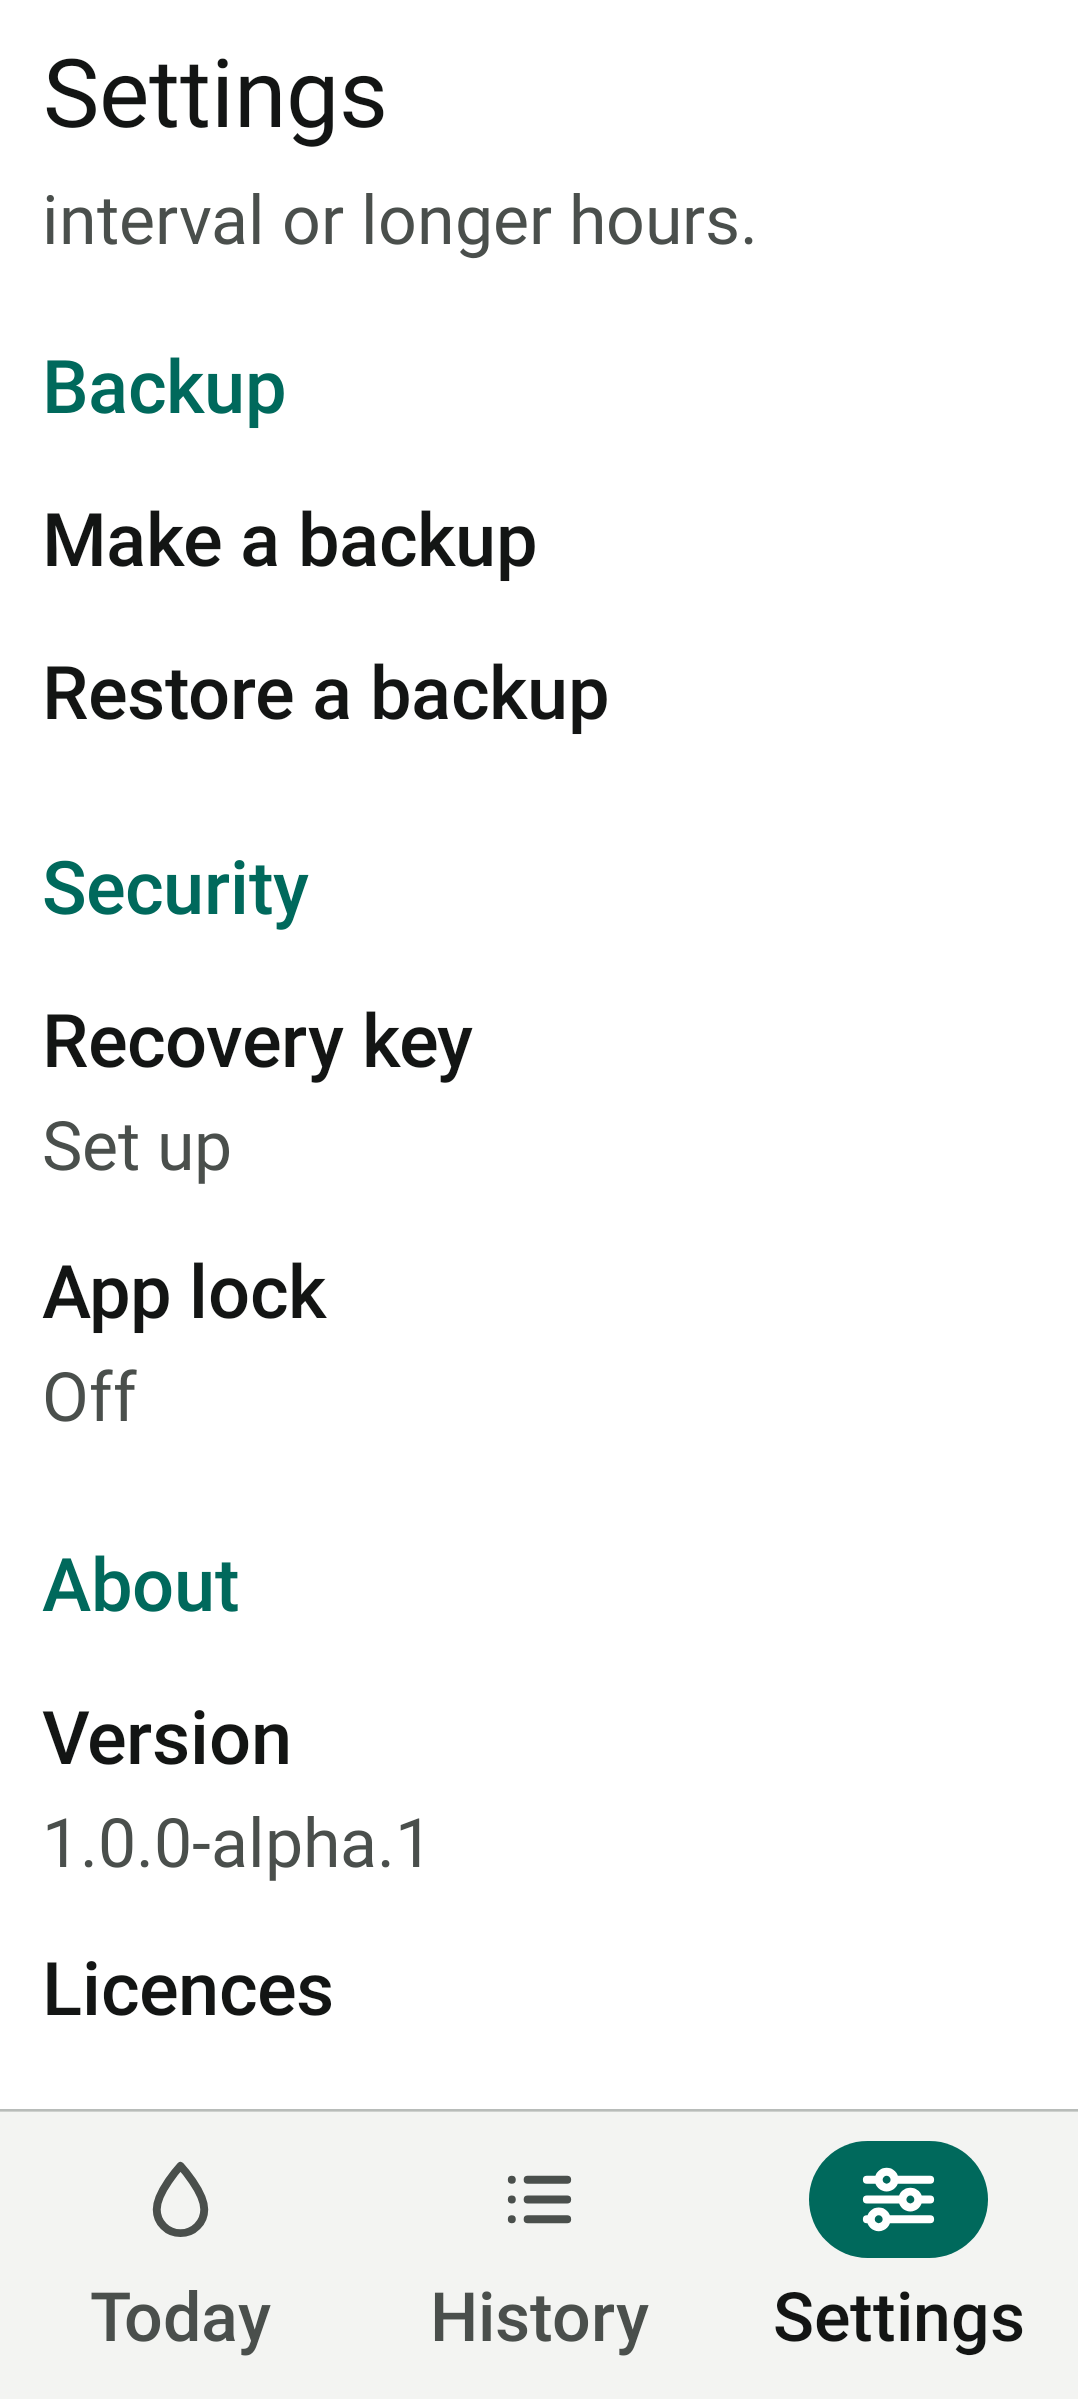 Settings
interval or longer hours.
Backup
Make a backup
Restore a backup
Security
Recovery key
Set up
App lock
Off
About
Version
1.0.0-alpha.1
Licences
Today
History
Settings